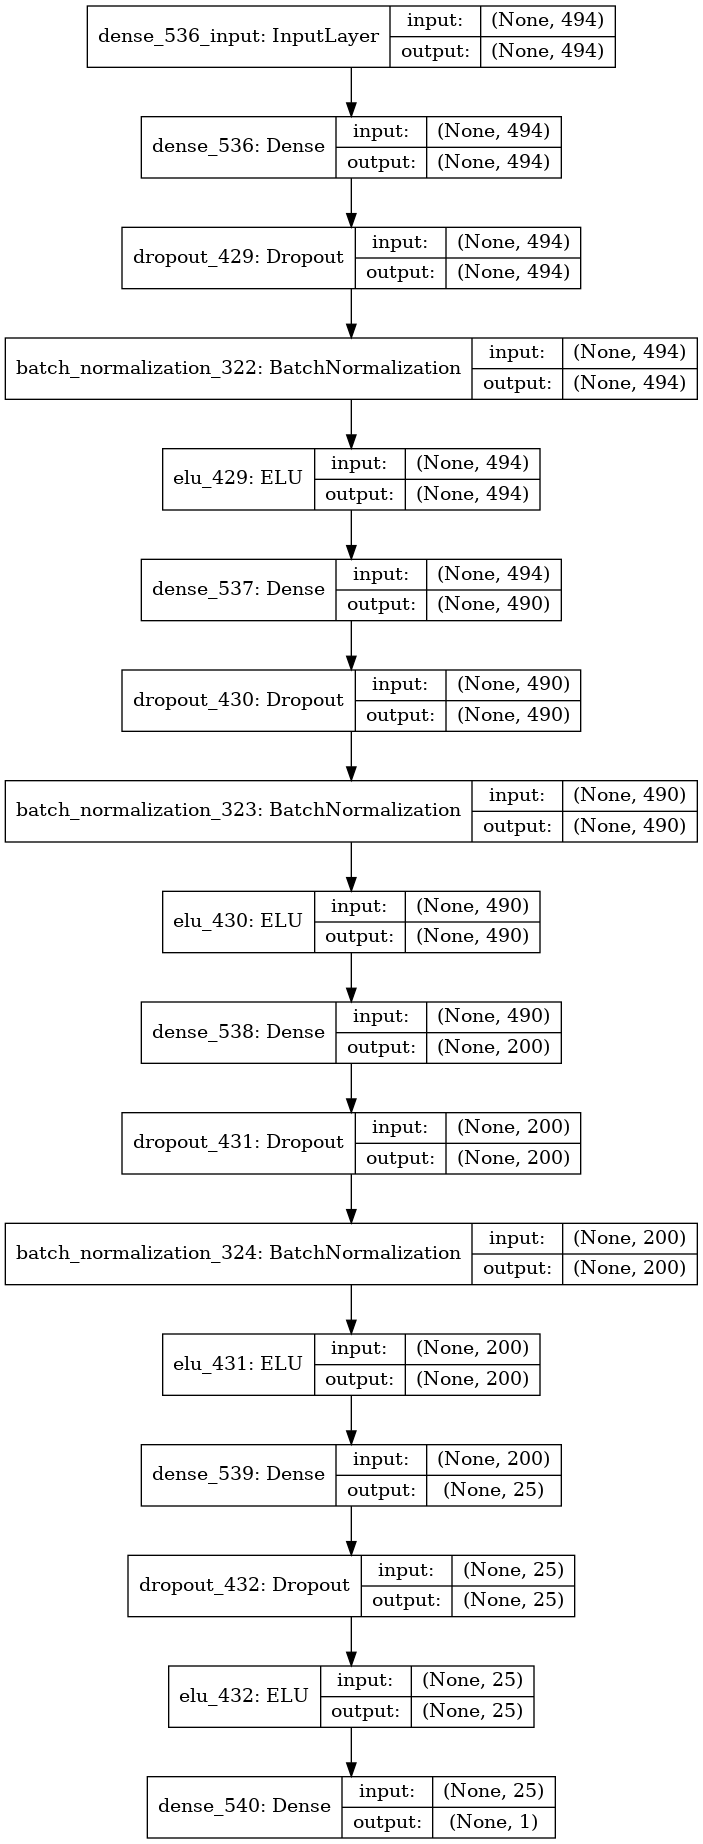 dense_536_input: InputLayer
input: (None, 494)
output: (None, 494)
dense_536: Dense
input: (None, 494)
output: (None, 494)
dropout_429: Dropout
input: (None, 494)
output: (None, 494)
batch_normalization_322: BatchNormalization
input: (None, 494)
output: (None, 494)
elu_429: ELU
input: (None, 494)
output: (None, 494)
dense_537: Dense
input: (None, 494)
output: (None, 490)
dropout_430: Dropout
input: (None, 490)
output: (None, 490)
batch_normalization_323: BatchNormalization
input: (None, 490)
output: (None, 490)
elu_430: ELU
input: (None, 490)
output: (None, 490)
dense_538: Dense
input: (None, 490)
output: (None, 200)
dropout_431: Dropout
input: (None, 200)
output: (None, 200)
batch_normalization_324: BatchNormalization
input: (None, 200)
output: (None, 200)
elu_431: ELU
input: (None, 200)
output: (None, 200)
dense_539: Dense
input: (None, 200)
output: (None, 25)
dropout_432: Dropout
input: (None, 25)
output: (None, 25)
elu_432: ELU
input: (None, 25)
output: (None, 25)
dense_540: Dense
input: (None, 25)
output: (None, 1)